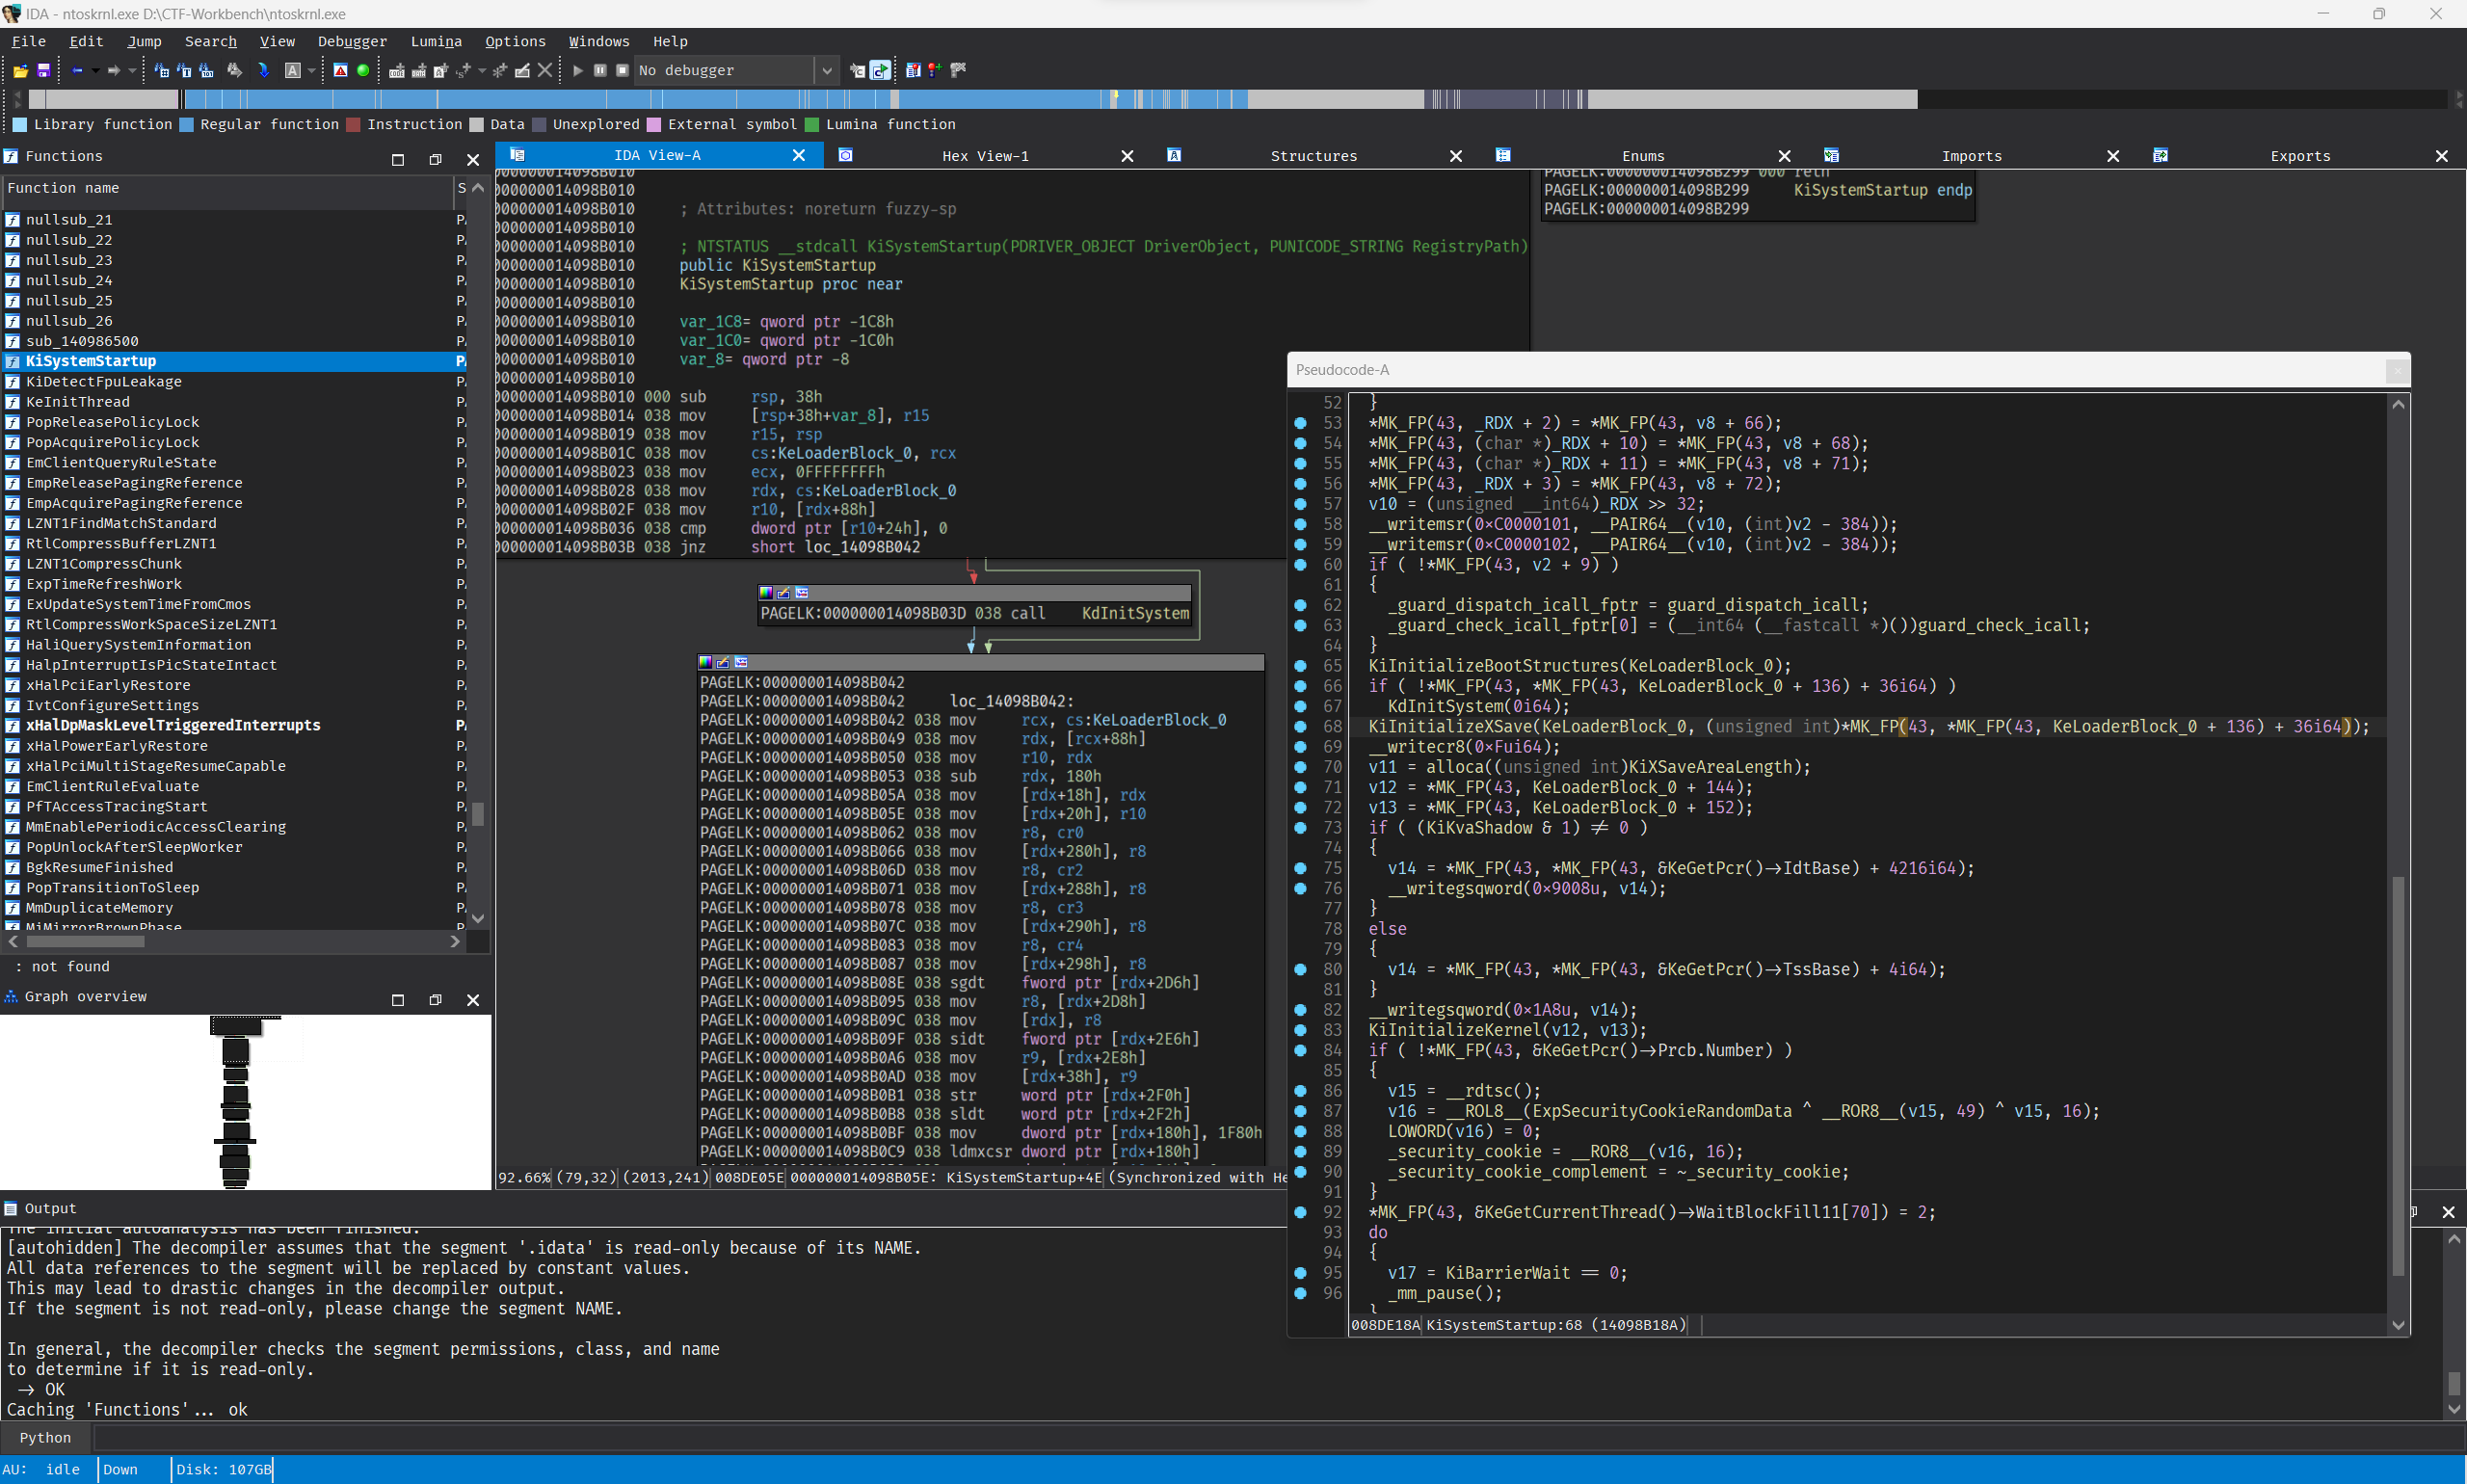 IDA - ntoskrnl.exe D:\CTF-Workbench\ntoskrnl.exe
File Edit Jump Search View Debugger Lumina Options Windows Help
No debugger
Library function Regular function Instruction Data Unexplored External symbol Lumina function
Functions
Function name S
nullsub_21 P
nullsub_22 P
nullsub_23 P
nullsub_24 P
nullsub_25 P
nullsub_26 P
sub_140986500 P
KiSystemStartup P
KiDetectFpuLeakage P
KeInitThread P
PopReleasePolicyLock P
PopAcquirePolicyLock P
EmClientQueryRuleState P
EmpReleasePagingReference P
EmpAcquirePagingReference P
LZNT1FindMatchStandard P
RtlCompressBufferLZNT1 P
LZNT1CompressChunk P
ExpTimeRefreshWork P
ExUpdateSystemTimeFromCmos P
RtlCompressWorkSpaceSizeLZNT1 P
HaliQuerySystemInformation P
HalpInterruptIsPicStateIntact P
xHalPciEarlyRestore P
IvtConfigureSettings P
xHalDpMaskLevelTriggeredInterrupts P
xHalPowerEarlyRestore P
xHalPciMultiStageResumeCapable P
EmClientRuleEvaluate P
PfTAccessTracingStart P
MmEnablePeriodicAccessClearing P
PopUnlockAfterSleepWorker P
BgkResumeFinished P
PopTransitionToSleep P
MmDuplicateMemory P
MiMirrorBrownPhase P
: not found
Graph overview
IDA View-A Hex View-1 Structures Enums Imports Exports
000000014098B010
000000014098B010
000000014098B010 ; Attributes: noreturn fuzzy-sp
000000014098B010
000000014098B010 ; NTSTATUS __stdcall KiSystemStartup(PDRIVER_OBJECT DriverObject, PUNICODE_STRING RegistryPath)
000000014098B010 public KiSystemStartup
000000014098B010 KiSystemStartup proc near
000000014098B010
000000014098B010 var_1C8= qword ptr -1C8h
000000014098B010 var_1C0= qword ptr -1C0h
000000014098B010 var_8= qword ptr -8
000000014098B010
000000014098B010 000 sub rsp, 38h
000000014098B014 038 mov [rsp+38h+var_8], r15
000000014098B019 038 mov r15, rsp
000000014098B01C 038 mov cs:KeLoaderBlock_0, rcx
000000014098B023 038 mov ecx, 0FFFFFFFFh
000000014098B028 038 mov rdx, cs:KeLoaderBlock_0
000000014098B02F 038 mov r10, [rdx+88h]
000000014098B036 038 cmp dword ptr [r10+24h], 0
000000014098B03B 038 jnz short loc_14098B042
PAGELK:000000014098B03D 038 call KdInitSystem
PAGELK:000000014098B042
PAGELK:000000014098B042 loc_14098B042:
PAGELK:000000014098B042 038 mov rcx, cs:KeLoaderBlock_0
PAGELK:000000014098B049 038 mov rdx, [rcx+88h]
PAGELK:000000014098B050 038 mov r10, rdx
PAGELK:000000014098B053 038 sub rdx, 180h
PAGELK:000000014098B05A 038 mov [rdx+18h], rdx
PAGELK:000000014098B05E 038 mov [rdx+20h], r10
PAGELK:000000014098B062 038 mov r8, cr0
PAGELK:000000014098B066 038 mov [rdx+280h], r8
PAGELK:000000014098B06D 038 mov r8, cr2
PAGELK:000000014098B071 038 mov [rdx+288h], r8
PAGELK:000000014098B078 038 mov r8, cr3
PAGELK:000000014098B07C 038 mov [rdx+290h], r8
PAGELK:000000014098B083 038 mov r8, cr4
PAGELK:000000014098B087 038 mov [rdx+298h], r8
PAGELK:000000014098B08E 038 sgdt fword ptr [rdx+2D6h]
PAGELK:000000014098B095 038 mov r8, [rdx+2D8h]
PAGELK:000000014098B09C 038 mov [rdx], r8
PAGELK:000000014098B09F 038 sidt fword ptr [rdx+2E6h]
PAGELK:000000014098B0A6 038 mov r9, [rdx+2E8h]
PAGELK:000000014098B0AD 038 mov [rdx+38h], r9
PAGELK:000000014098B0B1 038 str word ptr [rdx+2F0h]
PAGELK:000000014098B0B8 038 sldt word ptr [rdx+2F2h]
PAGELK:000000014098B0BF 038 mov dword ptr [rdx+180h], 1F80h
PAGELK:000000014098B0C9 038 ldmxcsr dword ptr [rdx+180h]
92.66% (79,32) (2013,241) 008DE05E 000000014098B05E: KiSystemStartup+4E (Synchronized with He
PAGELK:000000014098B299 000 retn
PAGELK:000000014098B299 KiSystemStartup endp
PAGELK:000000014098B299
Pseudocode-A
52 }
53 *MK_FP(43, _RDX + 2) = *MK_FP(43, v8 + 66);
54 *MK_FP(43, (char *)_RDX + 10) = *MK_FP(43, v8 + 68);
55 *MK_FP(43, (char *)_RDX + 11) = *MK_FP(43, v8 + 71);
56 *MK_FP(43, _RDX + 3) = *MK_FP(43, v8 + 72);
57 v10 = (unsigned __int64)_RDX >> 32;
58 __writemsr(0×C0000101, __PAIR64__(v10, (int)v2 - 384));
59 __writemsr(0×C0000102, __PAIR64__(v10, (int)v2 - 384));
60 if ( !*MK_FP(43, v2 + 9) )
61 {
62 _guard_dispatch_icall_fptr = guard_dispatch_icall;
63 _guard_check_icall_fptr[0] = (__int64 (__fastcall *)())guard_check_icall;
64 }
65 KiInitializeBootStructures(KeLoaderBlock_0);
66 if ( !*MK_FP(43, *MK_FP(43, KeLoaderBlock_0 + 136) + 36i64) )
67 KdInitSystem(0i64);
68 KiInitializeXSave(KeLoaderBlock_0, (unsigned int)*MK_FP(43, *MK_FP(43, KeLoaderBlock_0 + 136) + 36i64));
69 __writecr8(0×Fui64);
70 v11 = alloca((unsigned int)KiXSaveAreaLength);
71 v12 = *MK_FP(43, KeLoaderBlock_0 + 144);
72 v13 = *MK_FP(43, KeLoaderBlock_0 + 152);
73 if ( (KiKvaShadow & 1) ≠ 0 )
74 {
75 v14 = *MK_FP(43, *MK_FP(43, &KeGetPcr()→IdtBase) + 4216i64);
76 __writegsqword(0×9008u, v14);
77 }
78 else
79 {
80 v14 = *MK_FP(43, *MK_FP(43, &KeGetPcr()→TssBase) + 4i64);
81 }
82 __writegsqword(0×1A8u, v14);
83 KiInitializeKernel(v12, v13);
84 if ( !*MK_FP(43, &KeGetPcr()→Prcb.Number) )
85 {
86 v15 = __rdtsc();
87 v16 = __ROL8__(ExpSecurityCookieRandomData ^ __ROR8__(v15, 49) ^ v15, 16);
88 LOWORD(v16) = 0;
89 _security_cookie = __ROR8__(v16, 16);
90 _security_cookie_complement = ~_security_cookie;
91 }
92 *MK_FP(43, &KeGetCurrentThread()→WaitBlockFill11[70]) = 2;
93 do
94 {
95 v17 = KiBarrierWait == 0;
96 _mm_pause();
}
008DE18A KiSystemStartup:68 (14098B18A)
Output
The initial autoanalysis has been finished.
[autohidden] The decompiler assumes that the segment '.idata' is read-only because of its NAME.
All data references to the segment will be replaced by constant values.
This may lead to drastic changes in the decompiler output.
If the segment is not read-only, please change the segment NAME.
In general, the decompiler checks the segment permissions, class, and name
to determine if it is read-only.
→ OK
Caching 'Functions'... ok
Python
AU: idle Down Disk: 107GB